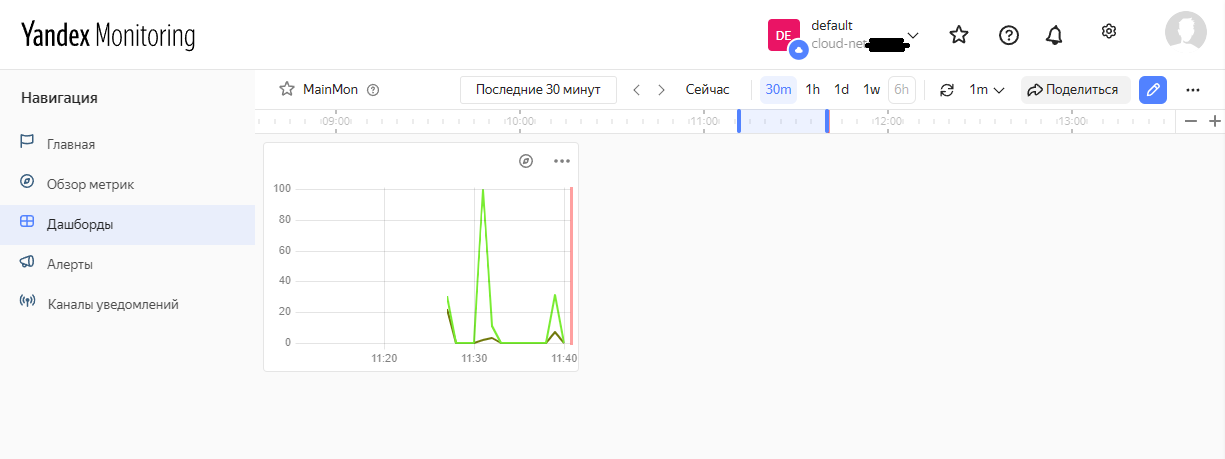 Yandex Monitoring
DE
default
cloud-net
Навигация
Главная
Обзор метрик
Дашборды
Алерты
Каналы уведомлений
MainMon
Последние 30 минут
Сейчас
30m 1h 1d 1w 6h
1m
Поделиться
09:00 10:00 11:00 12:00 13:00
100
80
60
40
20
0
11:20 11:30 11:40